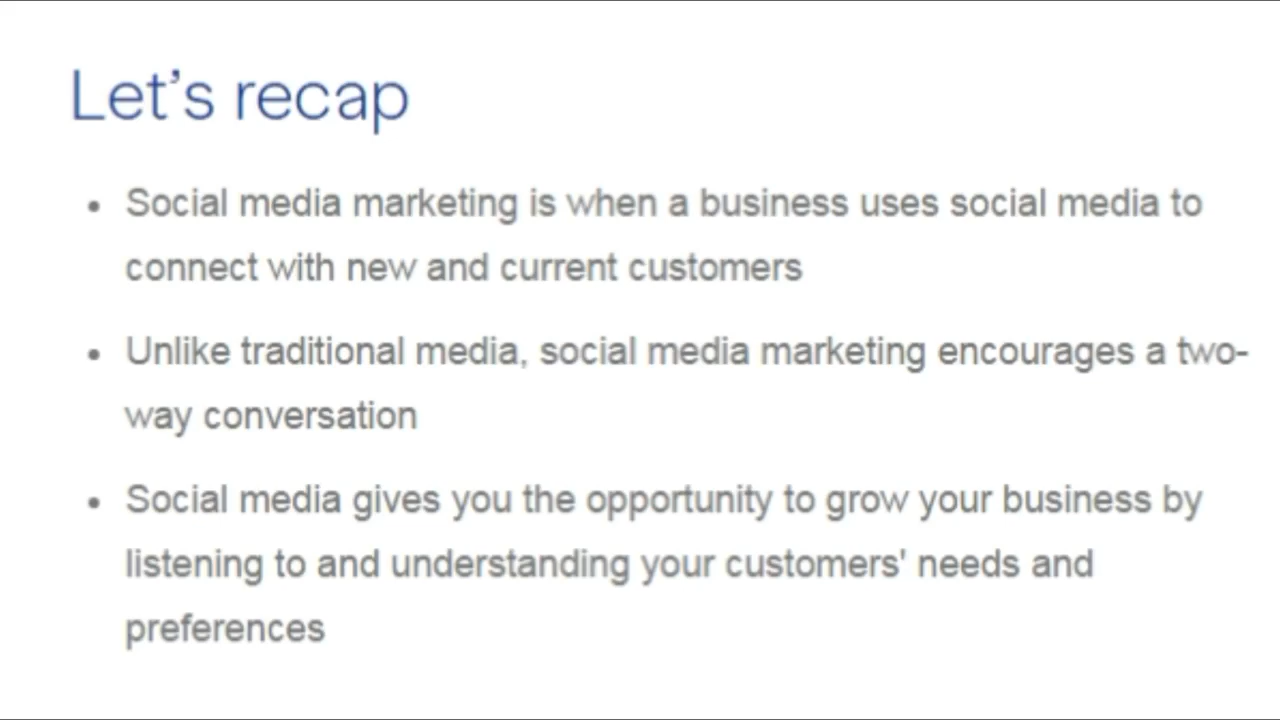 Let’s recap
• Social media marketing is when a business uses social media to
connect with new and current customers
• Unlike traditional media, social media marketing encourages a two-
way conversation
• Social media gives you the opportunity to grow your business by
listening to and understanding your customers' needs and
preferences